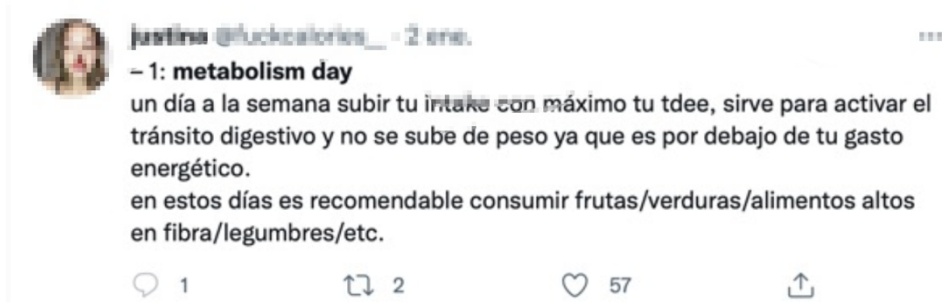 justina @fuckcalories_ · 2 ene.
– 1: metabolism day
un día a la semana subir tu intake con máximo tu tdee, sirve para activar el
tránsito digestivo y no se sube de peso ya que es por debajo de tu gasto
energético.
en estos días es recomendable consumir frutas/verduras/alimentos altos
en fibra/legumbres/etc.
1 2 57